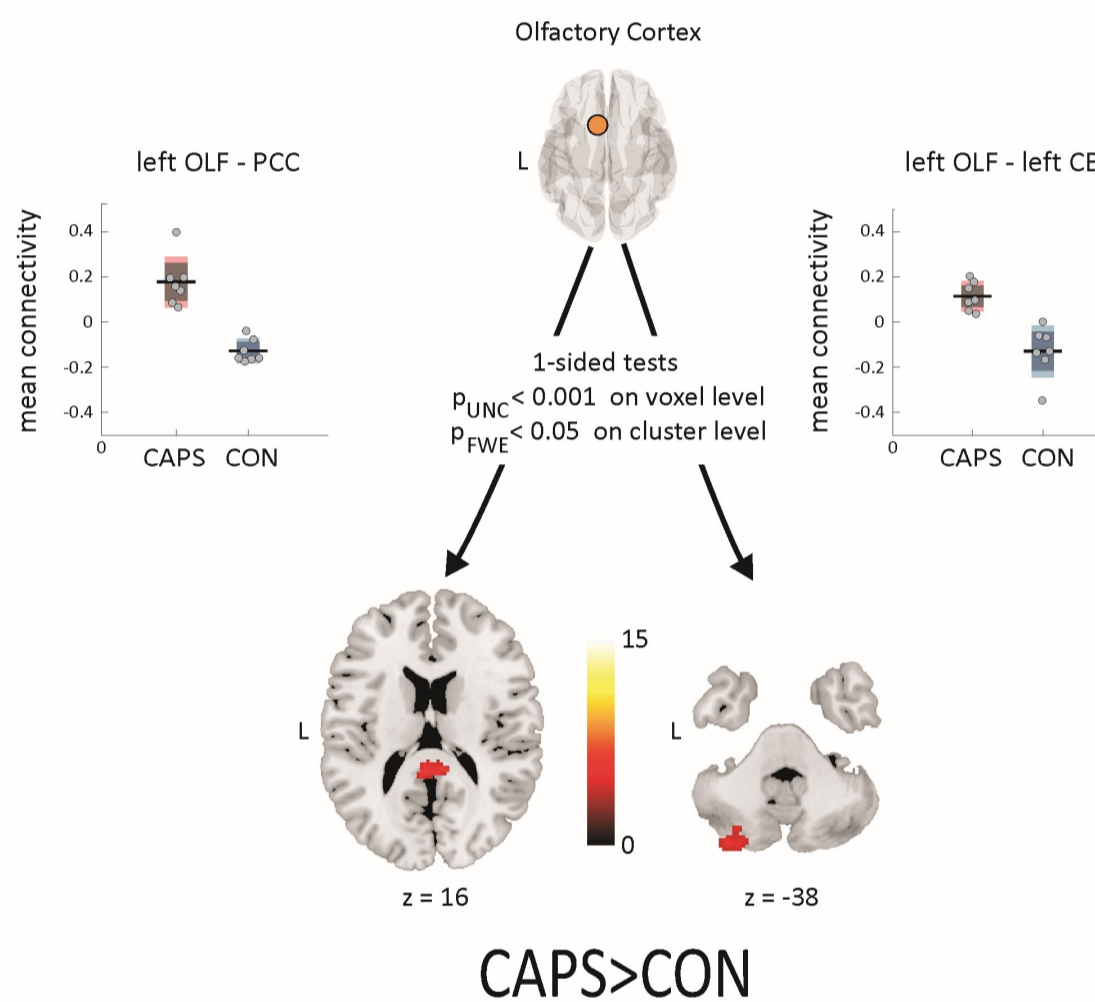 Olfactory Cortex
L
left OLF - PCC
mean connectivity
0.4
0.2
0
-0.2
-0.4
0
CAPS CON
left OLF - left
mean connectivity
0.4
0.2
0
-0.2
-0.4
0
CAPS CON
1-sided tests
pUNC< 0.001 on voxel level
pFWE< 0.05 on cluster level
L
15
0
L
z = 16
z = -38
CAPS>CON